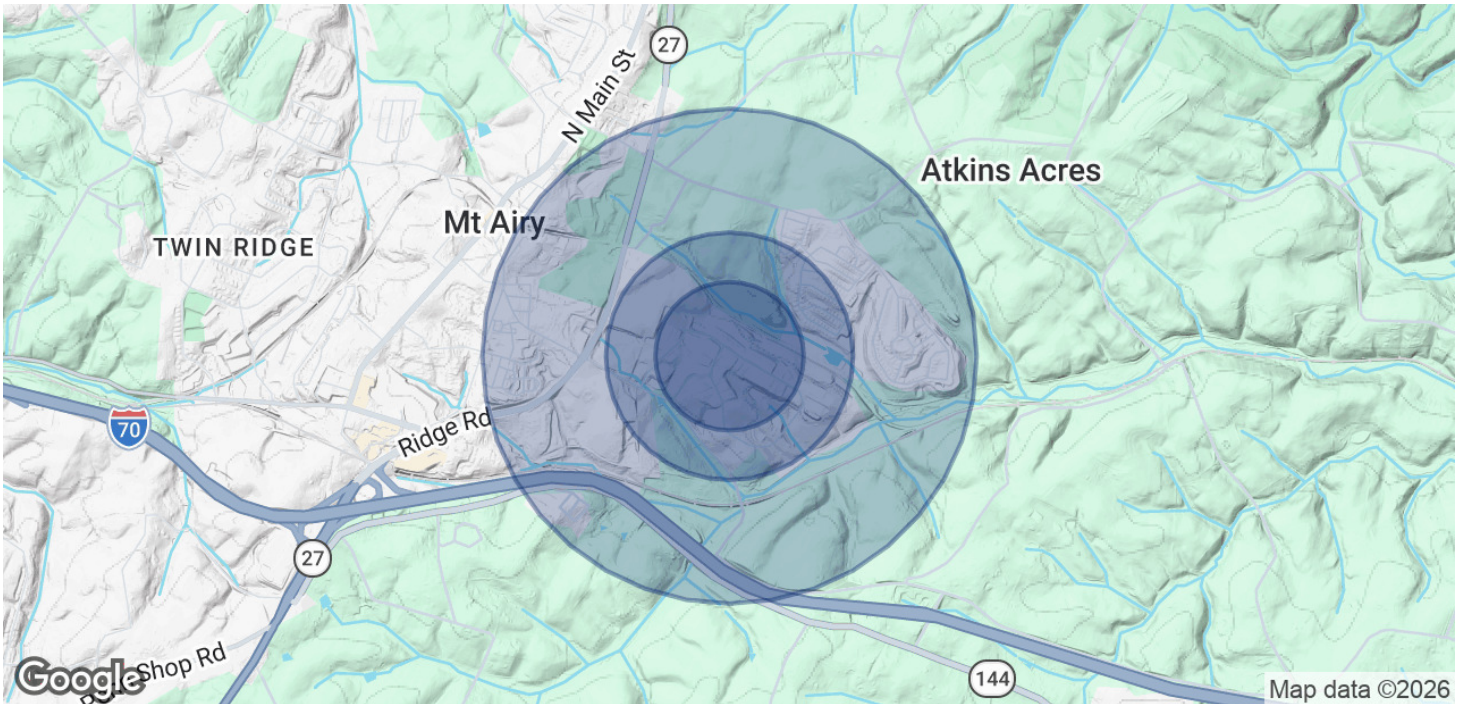 27
N Main St
Atkins Acres
Mt Airy
TWIN RIDGE
70
Ridge Rd
27
Shop Rd
Google
144
Map data ©2026